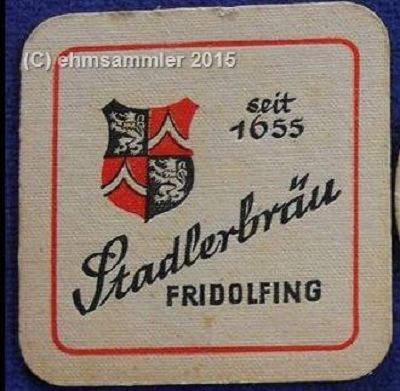 (C) ehmsammler 2015
seit
1655
Stadlerbräu
FRIDOLFING